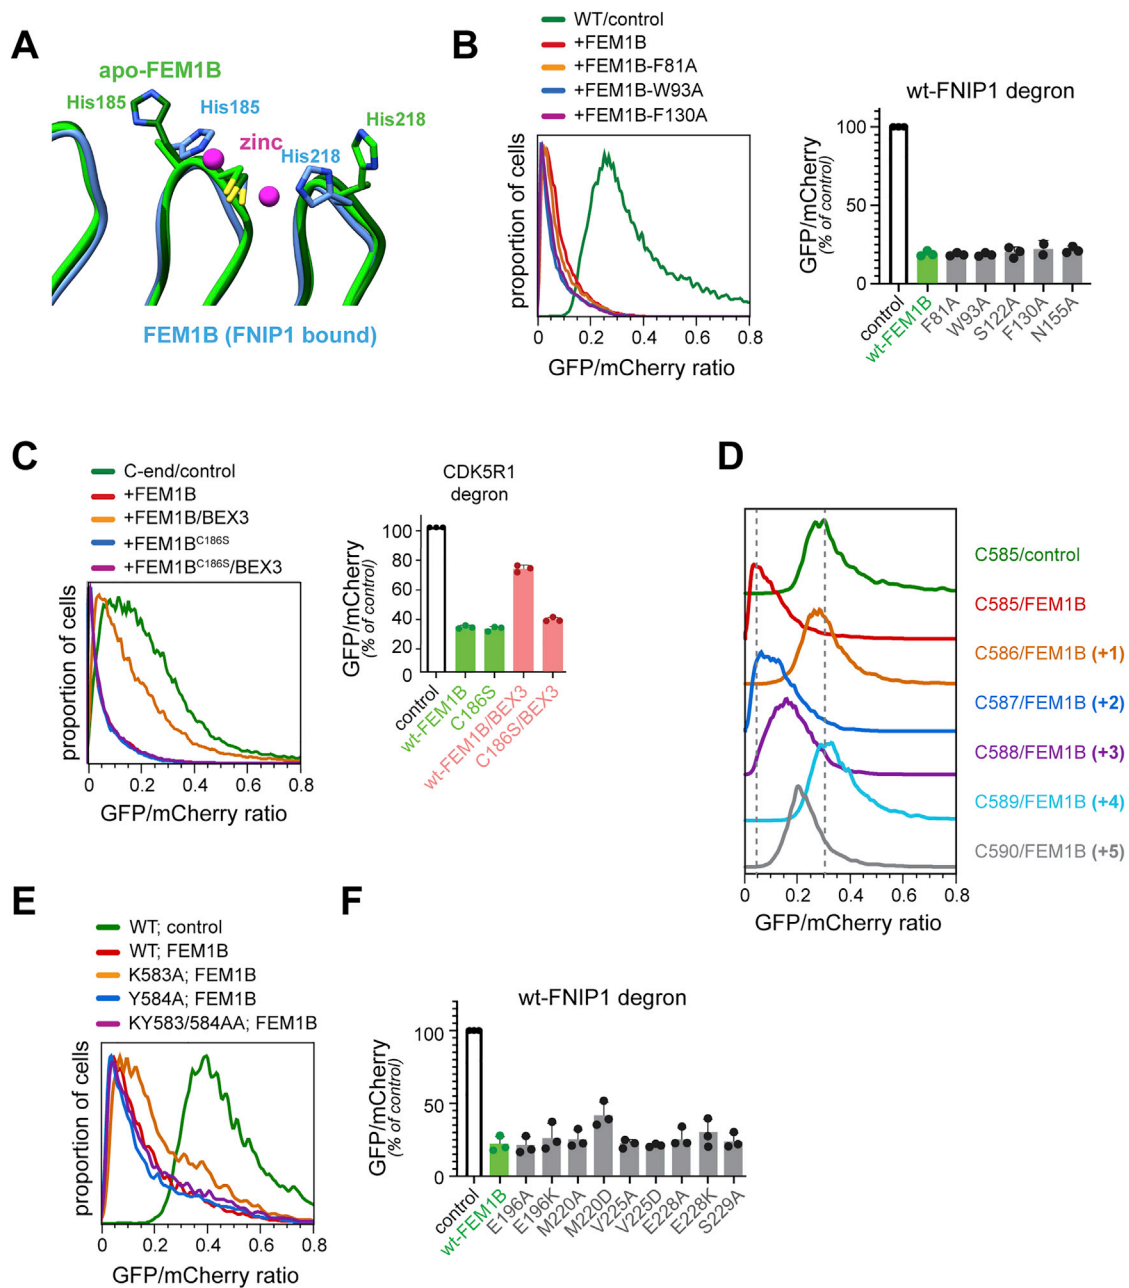 A
apo-FEM1B
His185
His185
zinc
His218
His218
FEM1B (FNIP1 bound)
B
WT/control
+FEM1B
+FEM1B-F81A
+FEM1B-W93A
+FEM1B-F130A
proportion of cells
0
0.2
0.4
0.6
0.8
GFP/mCherry ratio
wt-FNIP1 degron
GFP/mCherry
(% of control)
100
50
0
control
wt-FEM1B
F81A
W93A
S122A
F130A
N155A
C
C-end/control
+FEM1B
+FEM1B/BEX3
+FEM1BC186S
+FEM1BC186S/BEX3
proportion of cells
0
0.2
0.4
0.6
0.8
GFP/mCherry ratio
CDK5R1
degron
GFP/mCherry
(% of control)
100
80
60
40
20
0
control
wt-FEM1B
C186S
wt-FEM1B/BEX3
C186S/BEX3
D
C585/control
C585/FEM1B
C586/FEM1B (+1)
C587/FEM1B (+2)
C588/FEM1B (+3)
C589/FEM1B (+4)
C590/FEM1B (+5)
0
0.2
0.4
0.6
0.8
GFP/mCherry ratio
E
WT; control
WT; FEM1B
K583A; FEM1B
Y584A; FEM1B
KY583/584AA; FEM1B
proportion of cells
0
0.2
0.4
0.6
0.8
GFP/mCherry ratio
F
wt-FNIP1 degron
GFP/mCherry
(% of control)
100
50
0
control
wt-FEM1B
E196A
E196K
M220A
M220D
V225A
V225D
E228A
E228K
S229A